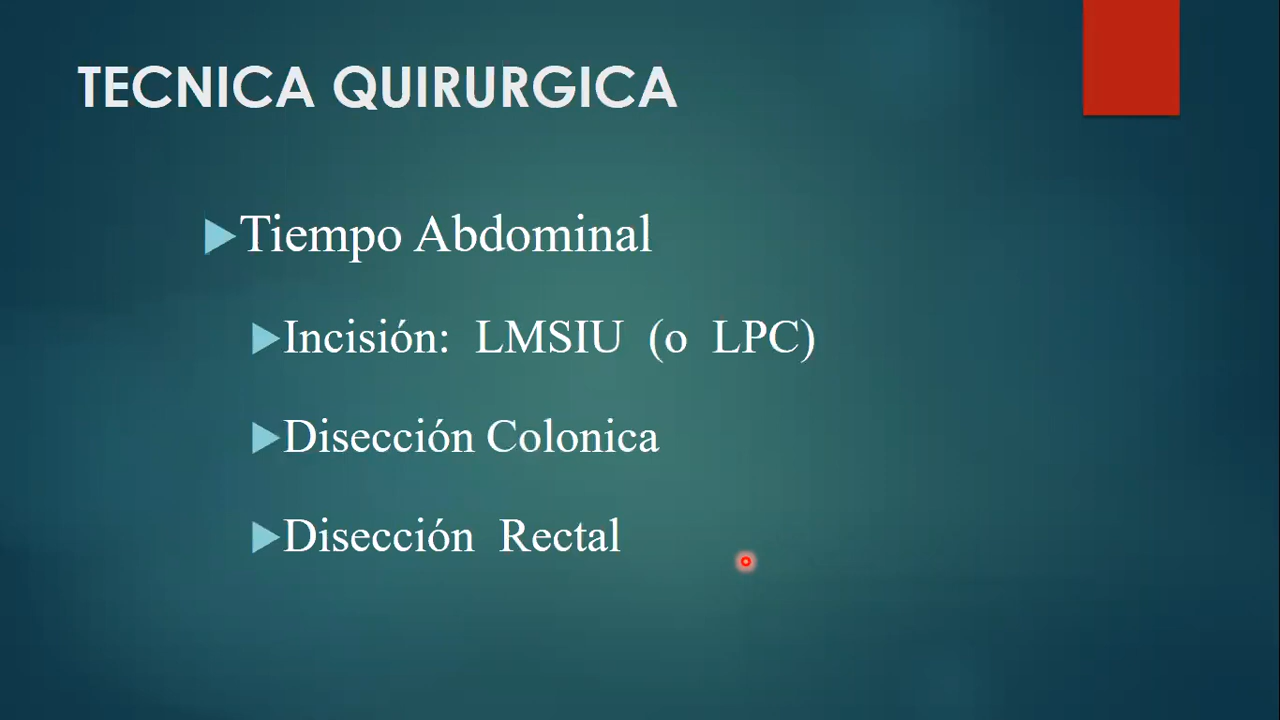 TECNICA QUIRURGICA
Tiempo Abdominal
Incisión: LMSIU (o LPC)
Disección Colonica
Disección Rectal